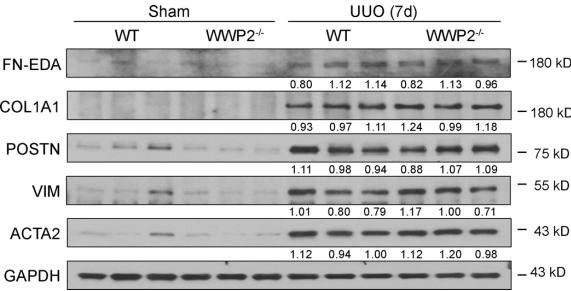 Sham UUO (7d)
WT WWP2-/- WT WWP2-/-
FN-EDA 180 kD
0.80 1.12 1.14 0.82 1.13 0.96
COL1A1 180 kD
0.93 0.97 1.11 1.24 0.99 1.18
POSTN 75 kD
1.11 0.98 0.94 0.88 1.07 1.09
VIM 55 kD
1.01 0.80 0.79 1.17 1.00 0.71
ACTA2 43 kD
1.12 0.94 1.00 1.12 1.20 0.98
GAPDH 43 kD